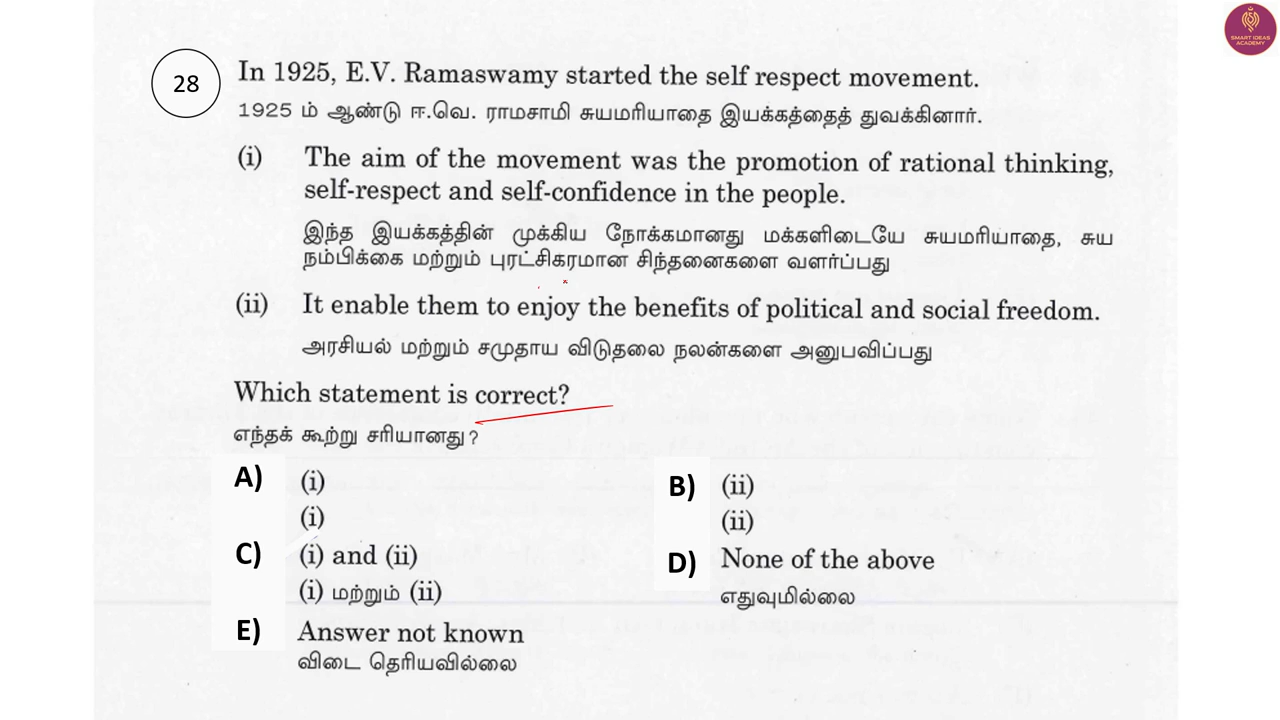 SMART IDEAS
ACADEMY
28
In 1925, E.V. Ramaswamy started the self respect movement.
1925 ம் ஆண்டு ஈ.வெ. ராமசாமி சுயமரியாதை இயக்கத்தைத் துவக்கினார்.
(i) The aim of the movement was the promotion of rational thinking,
self-respect and self-confidence in the people.
இந்த இயக்கத்தின் முக்கிய நோக்கமானது மக்களிடையே சுயமரியாதை, சுய
நம்பிக்கை மற்றும் புரட்சிகரமான சிந்தனைகளை வளர்ப்பது
(ii) It enable them to enjoy the benefits of political and social freedom.
அரசியல் மற்றும் சமுதாய விடுதலை நலன்களை அனுபவிப்பது
Which statement is correct?
எந்தக் கூற்று சரியானது?
A) (i) B) (ii)
(i) (ii)
C) (i) and (ii) D) None of the above
(i) மற்றும் (ii) எதுவுமில்லை
E) Answer not known
விடை தெரியவில்லை